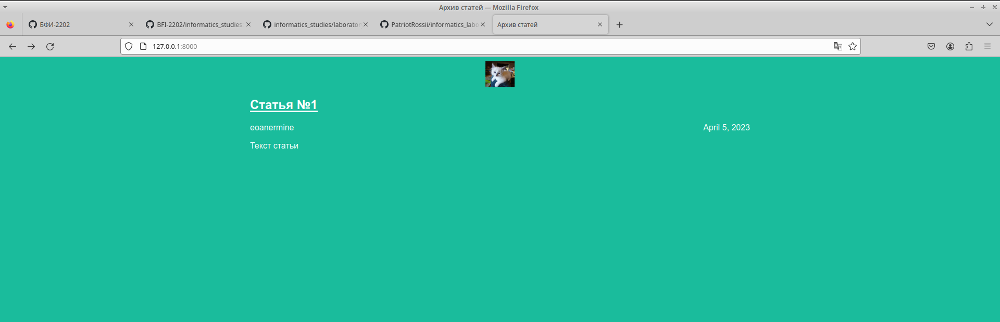 Архив статей — Mozilla Firefox
БФИ-2202
BFI-2202/informatics_studies
informatics_studies/laborator
PatriotRossii/informatics_labo
Архив статей
127.0.0.1:8000
Статья №1
eoanermine
April 5, 2023
Текст статьи